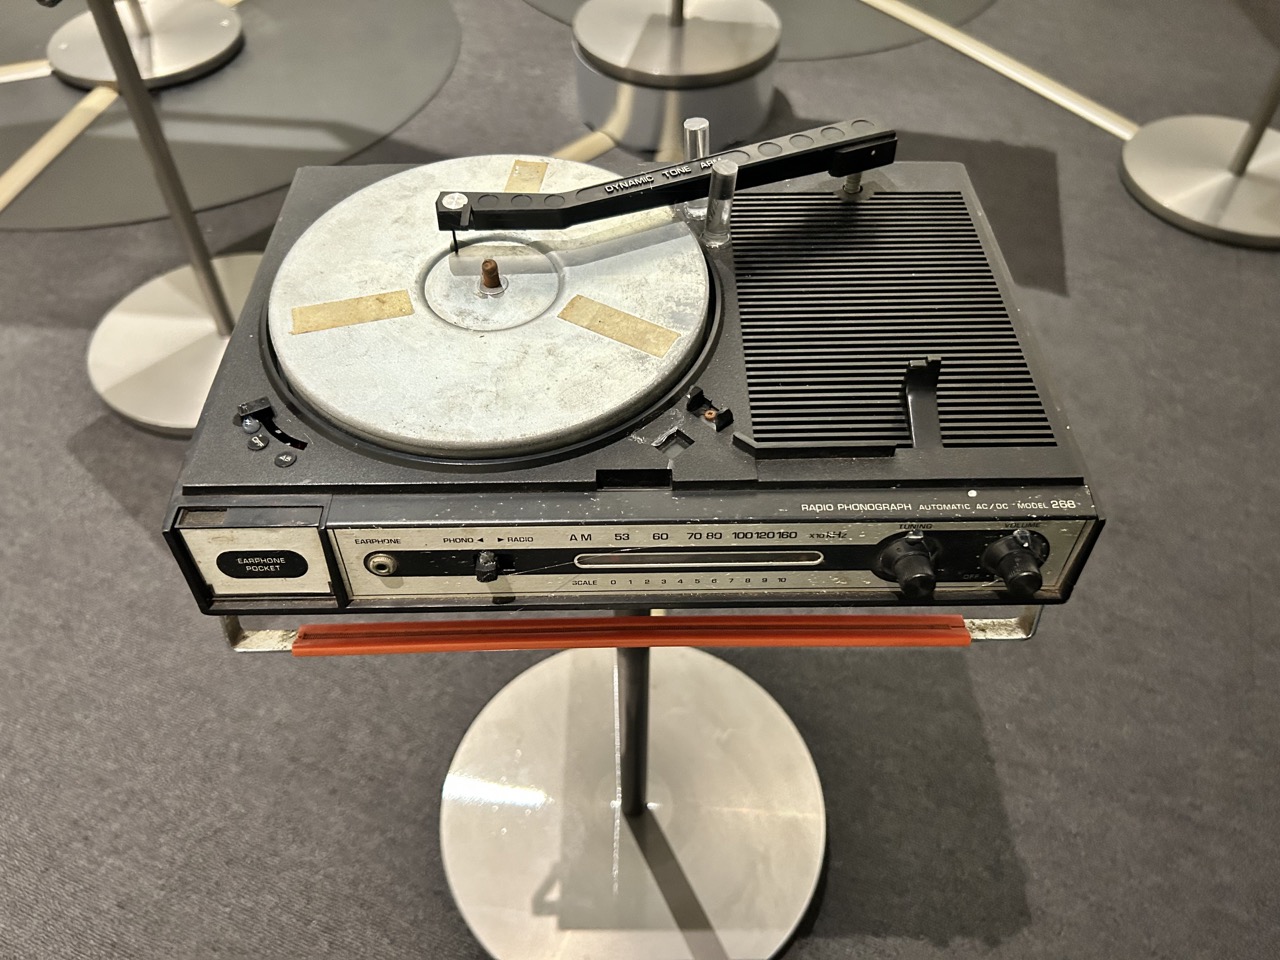 DYNAMIC TONE ARM
RADIO PHONOGRAPH AUTOMATIC AC/DC MODEL 268
EARPHONE
POCKET
EARPHONE
PHONO ◄ ► RADIO
AM 53 60 70 80 100 120 160 x10 kHz
SCALE 0 1 2 3 4 5 6 7 8 9 10
TUNING
VOLUME
OFF